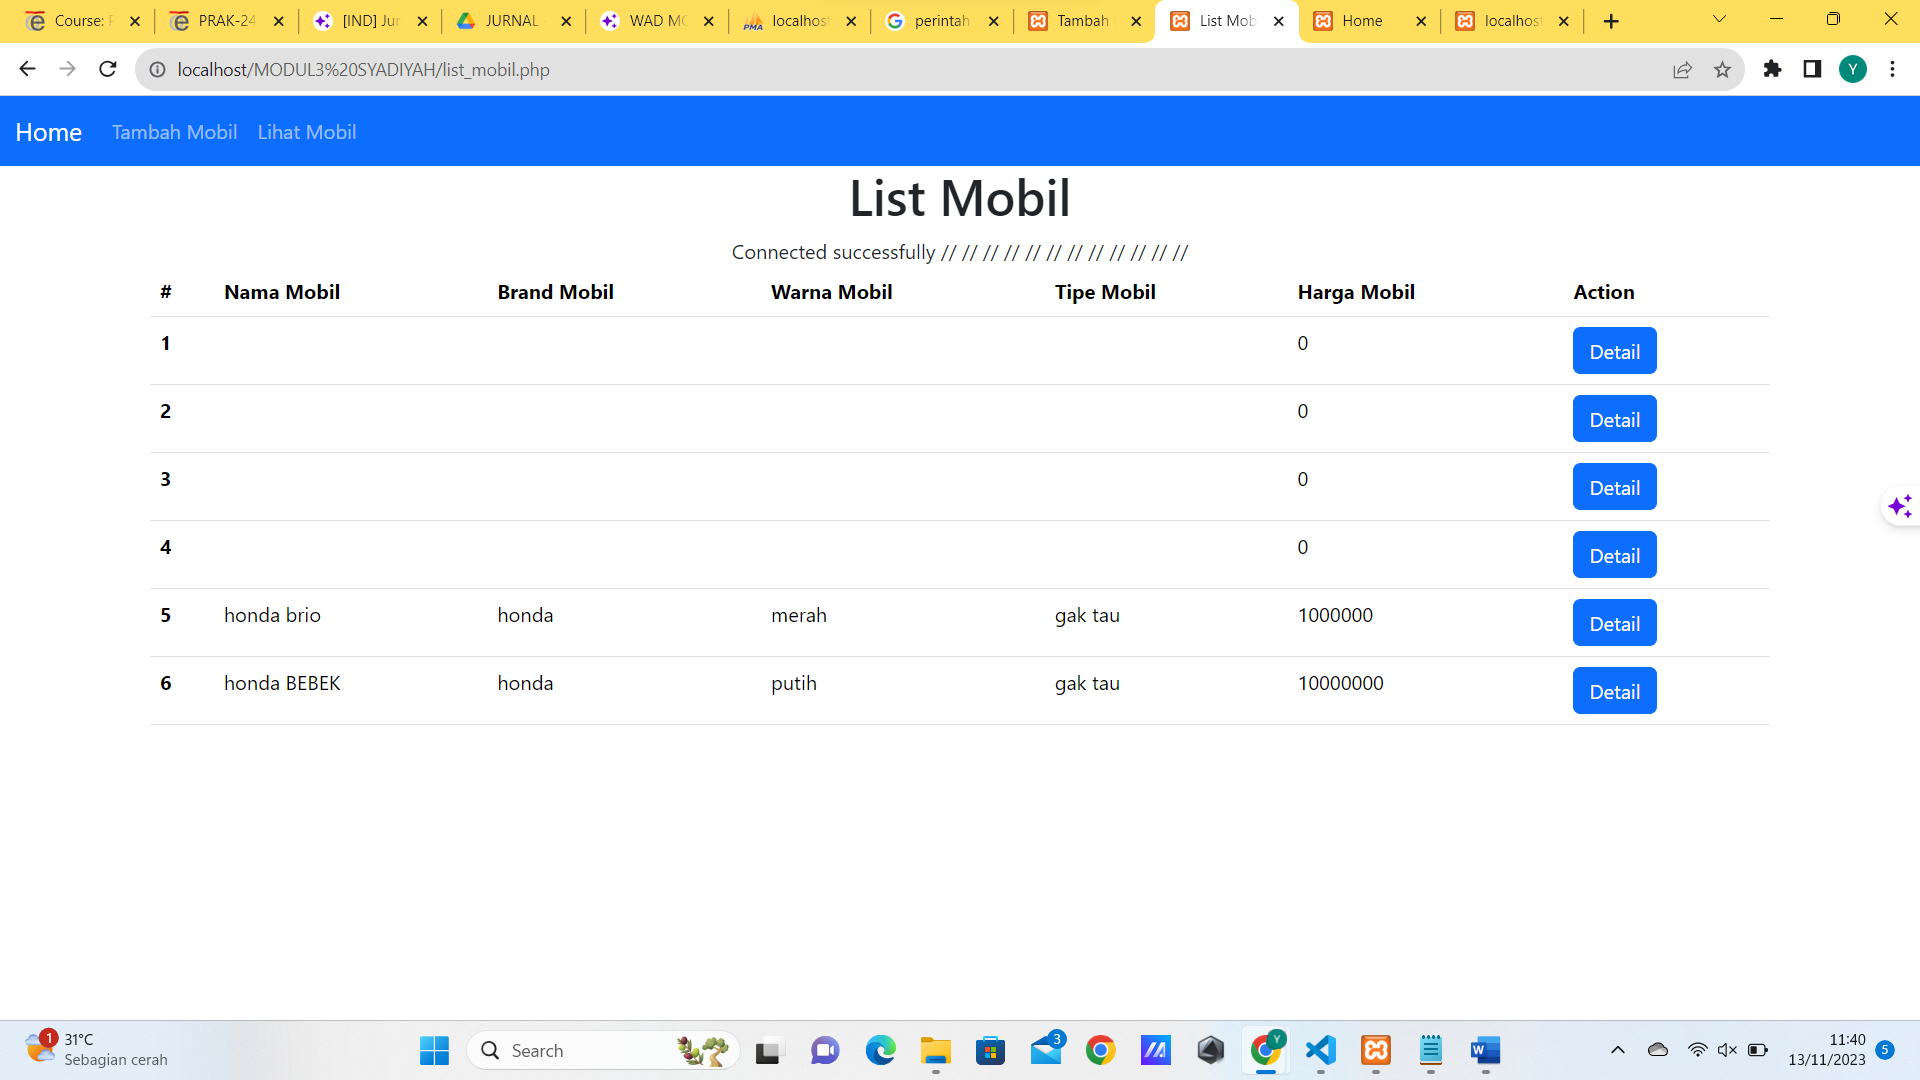 Course: P
PRAK-24
[IND] Jur
JURNAL
WAD MO
localhost
perintah
Tambah
List Mob
Home
localhost
localhost/MODUL3%20SYADIYAH/list_mobil.php
Y
Home Tambah Mobil Lihat Mobil
List Mobil
Connected successfully // // // // // // // // // // // //
# Nama Mobil Brand Mobil Warna Mobil Tipe Mobil Harga Mobil Action
1 0 Detail
2 0 Detail
3 0 Detail
4 0 Detail
5 honda brio honda merah gak tau 1000000 Detail
6 honda BEBEK honda putih gak tau 10000000 Detail
1 31°C
Sebagian cerah
Search
3
Y
11:40
13/11/2023
5